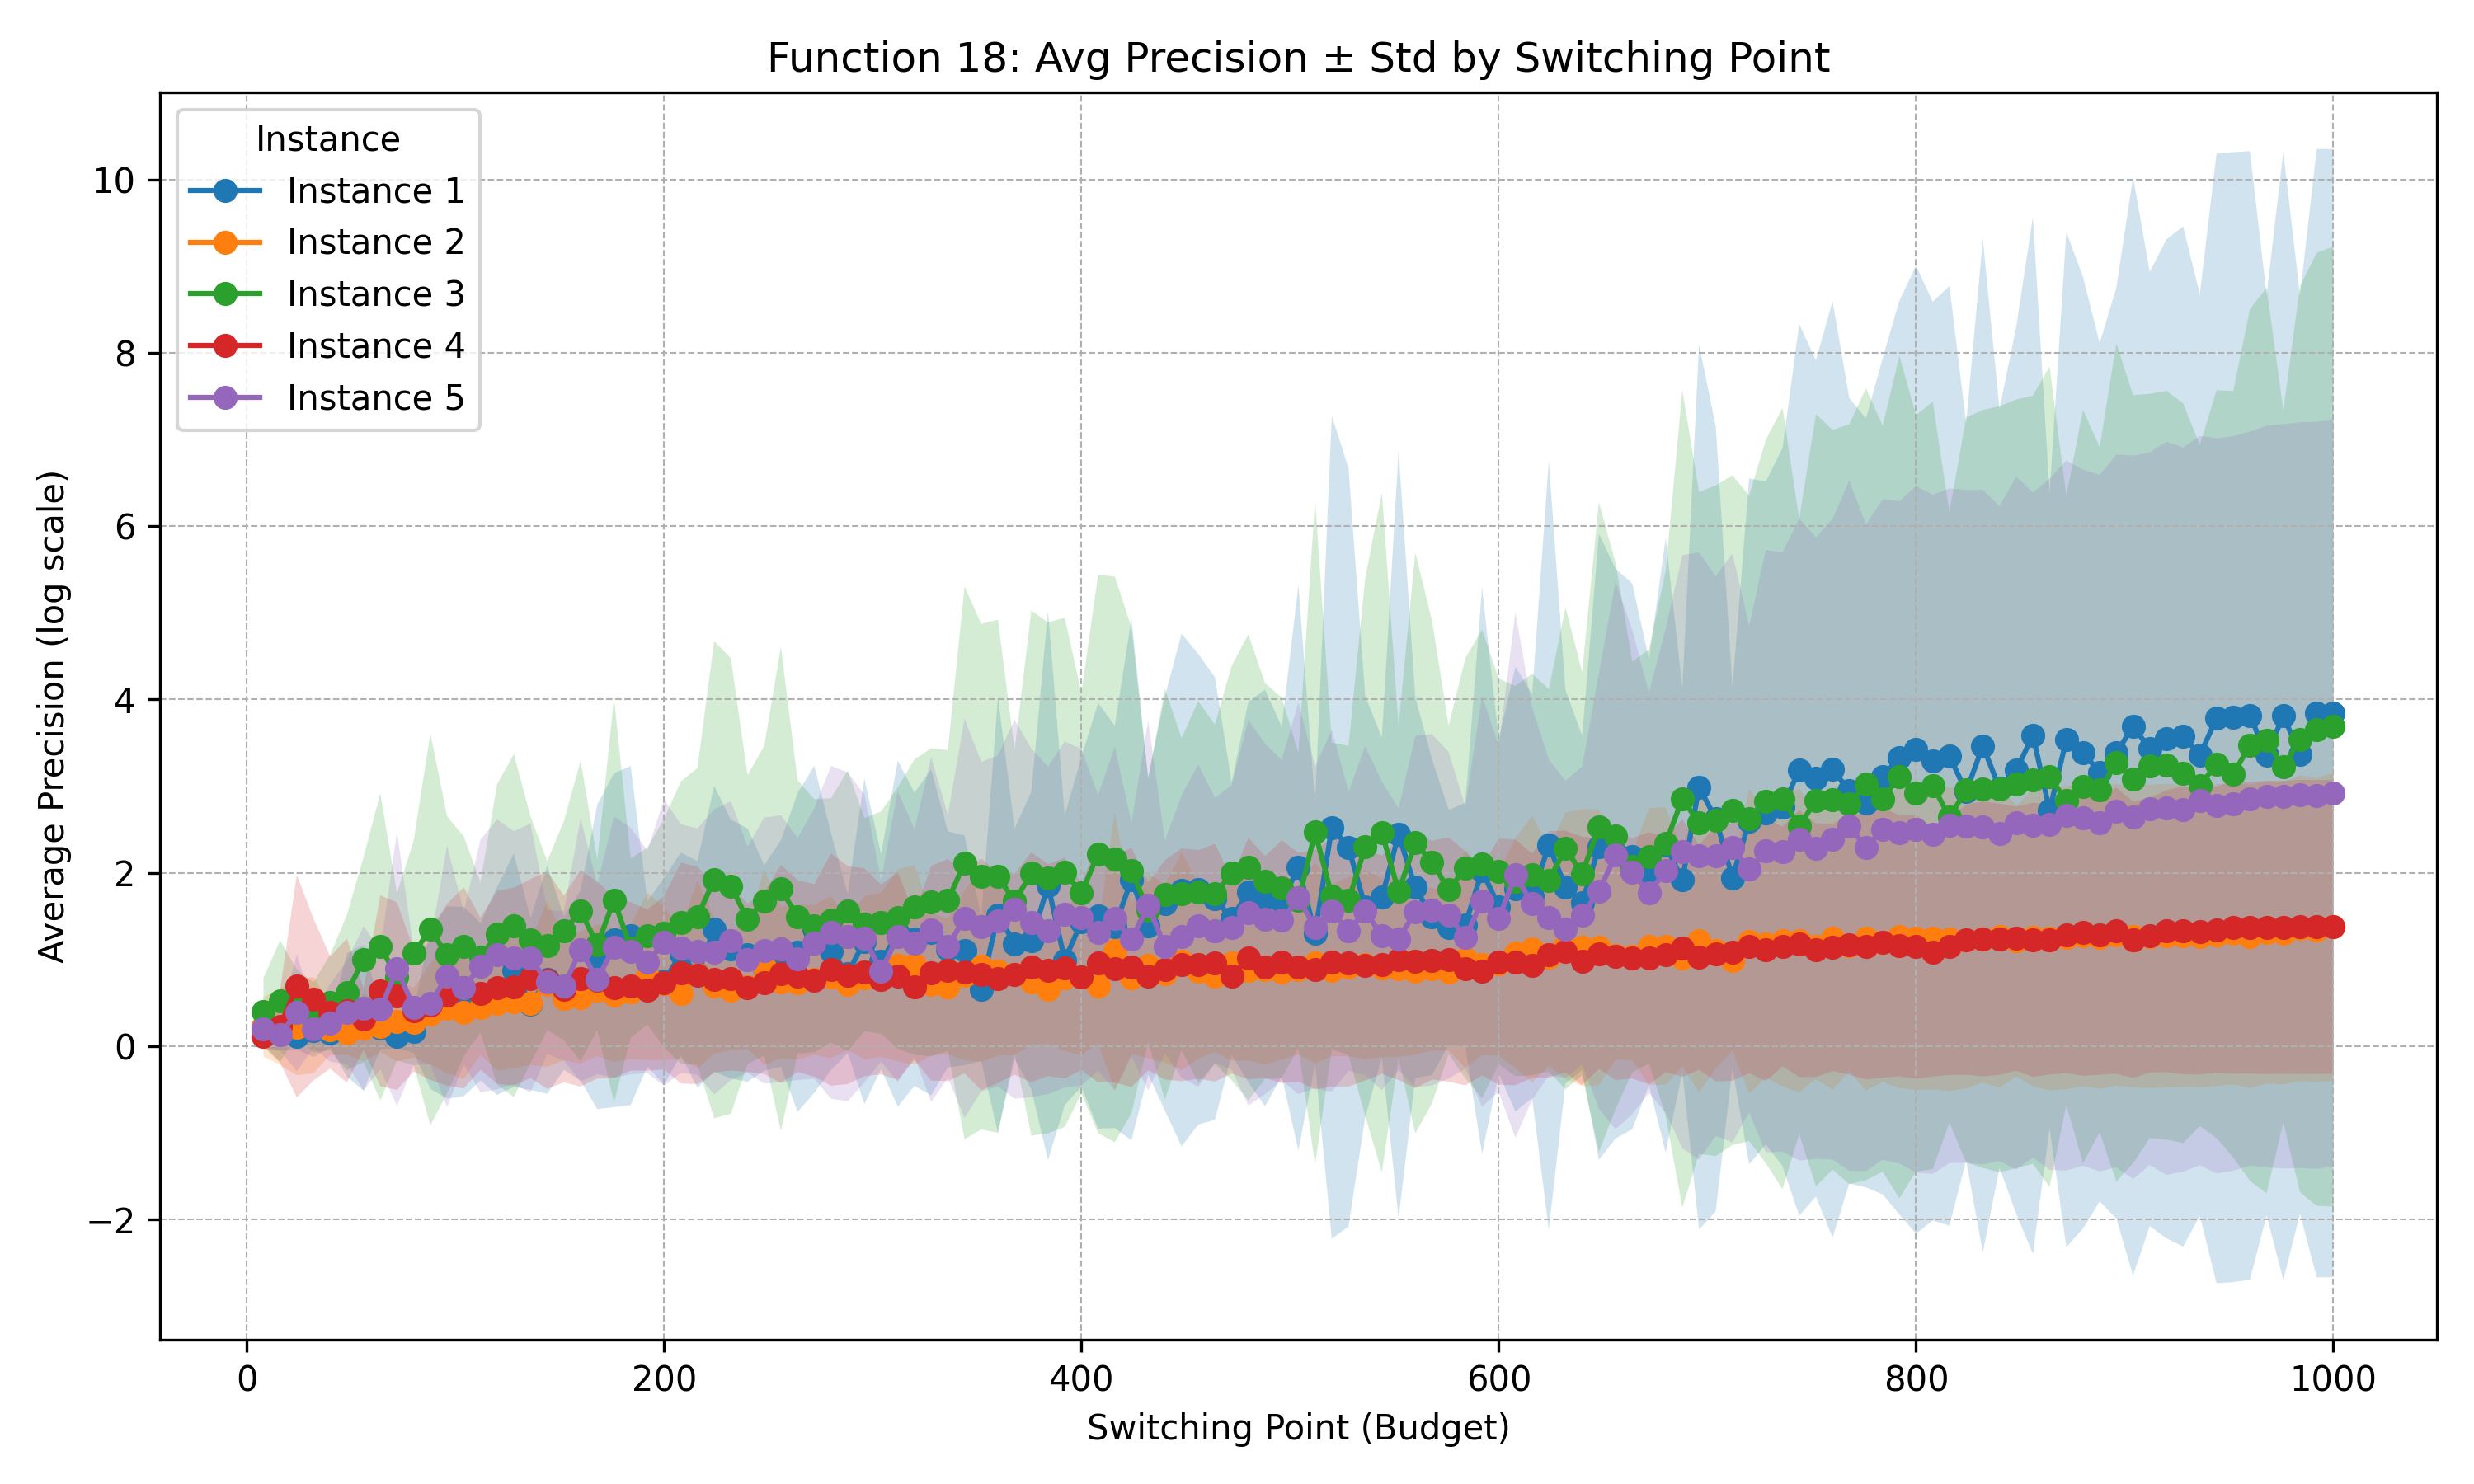 Function 18: Avg Precision ± Std by Switching Point
Instance
Instance 1
Instance 2
Instance 3
Instance 4
Instance 5
Average Precision (log scale)
10
8
6
4
2
0
−2
0 200 400 600 800 1000
Switching Point (Budget)